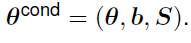 θ^cond = (θ, b, S).